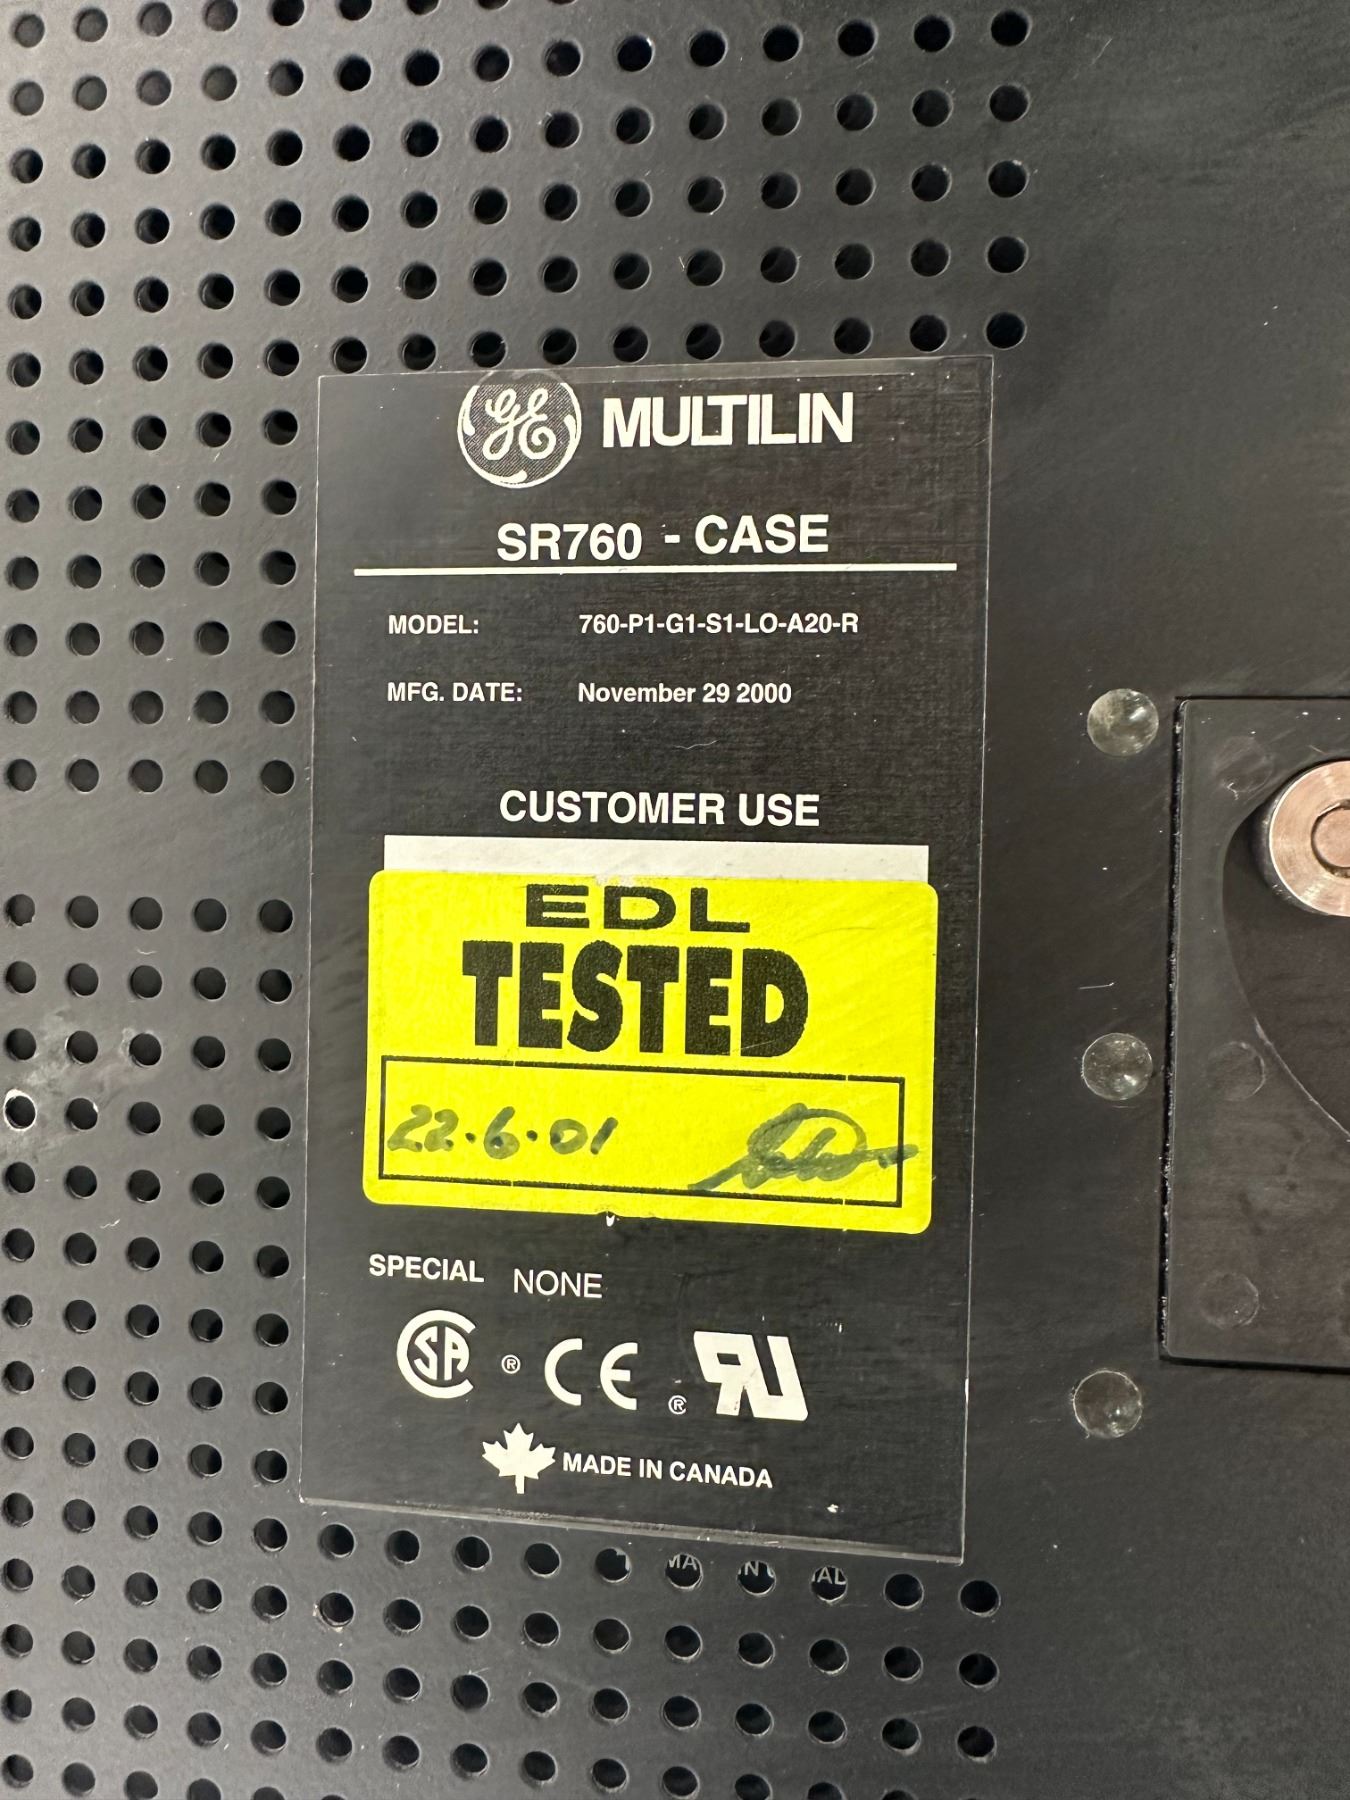 GE MULTILIN
SR760 - CASE
MODEL: 760-P1-G1-S1-LO-A20-R
MFG. DATE: November 29 2000
CUSTOMER USE
EDL
TESTED
22.6.01
SPECIAL NONE
SA ® CE ® RU
MADE IN CANADA